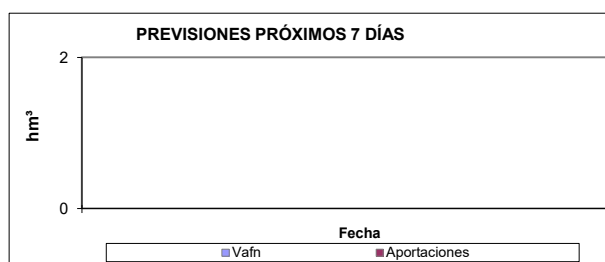 PREVISIONES PRÓXIMOS 7 DÍAS
2
hm³
0
Fecha
Vafn Aportaciones